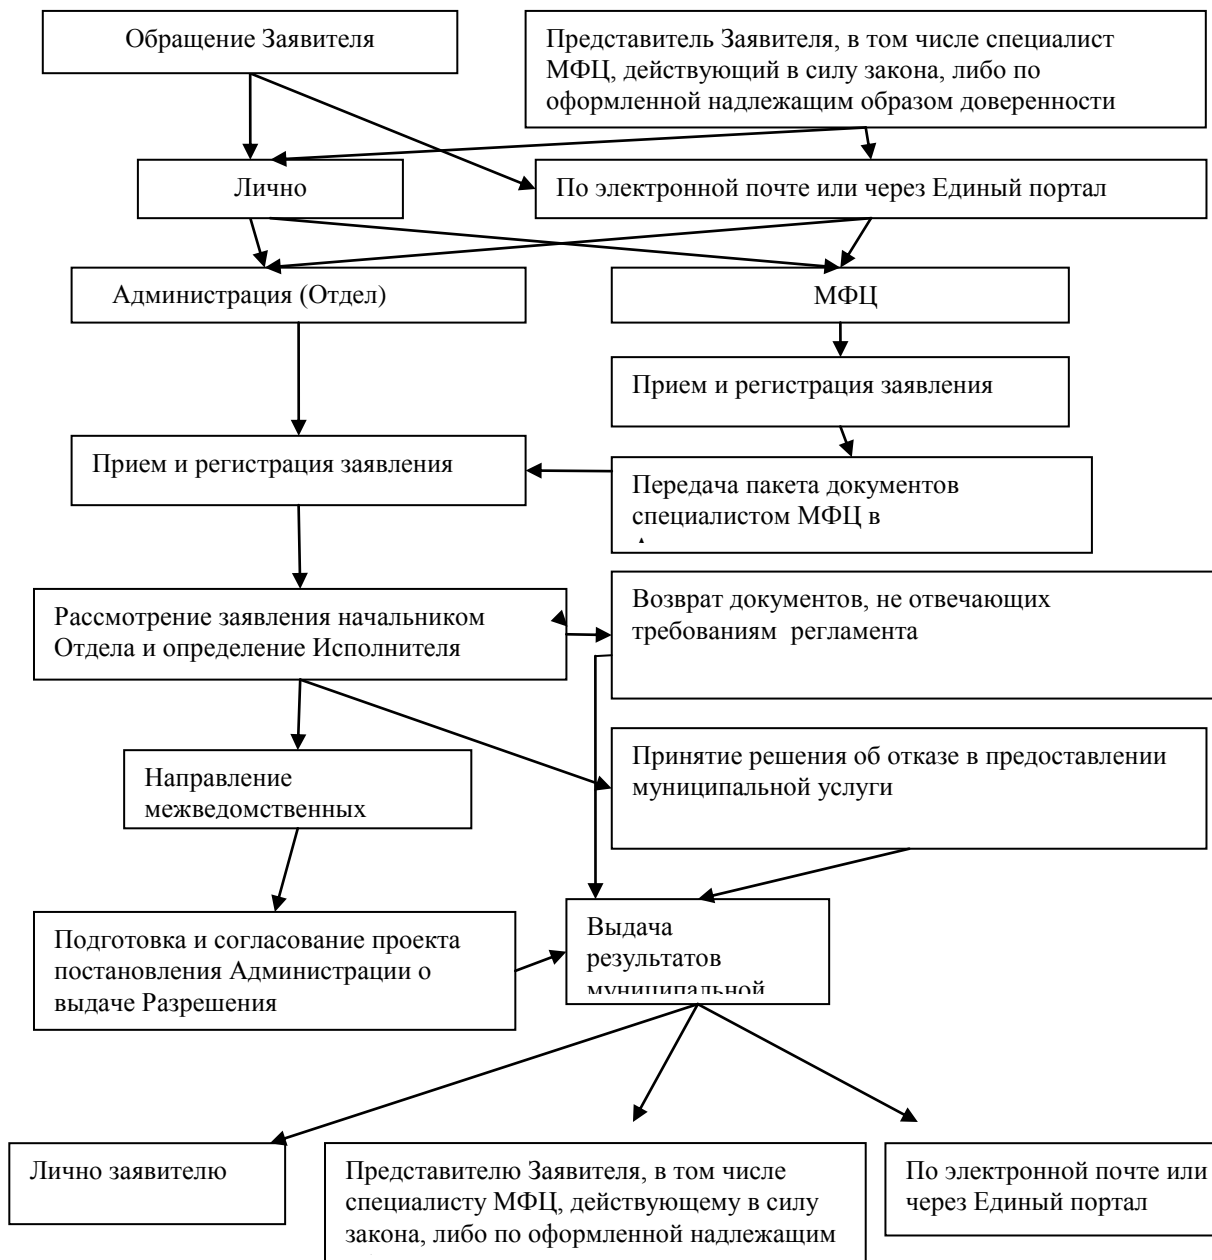 Обращение Заявителя
Представитель Заявителя, в том числе специалист
МФЦ, действующий в силу закона, либо по
оформленной надлежащим образом доверенности
Лично
По электронной почте или через Единый портал
Администрация (Отдел)
МФЦ
Прием и регистрация заявления
Прием и регистрация заявления
Передача пакета документов
специалистом МФЦ в
Рассмотрение заявления начальником
Отдела и определение Исполнителя
Возврат документов, не отвечающих
требованиям регламента
Направление
межведомственных
Принятие решения об отказе в предоставлении
муниципальной услуги
Подготовка и согласование проекта
постановления Администрации о
выдаче Разрешения
Выдача
результатов
муниципальной
Лично заявителю
Представителю Заявителя, в том числе
специалисту МФЦ, действующему в силу
закона, либо по оформленной надлежащим
По электронной почте или
через Единый портал